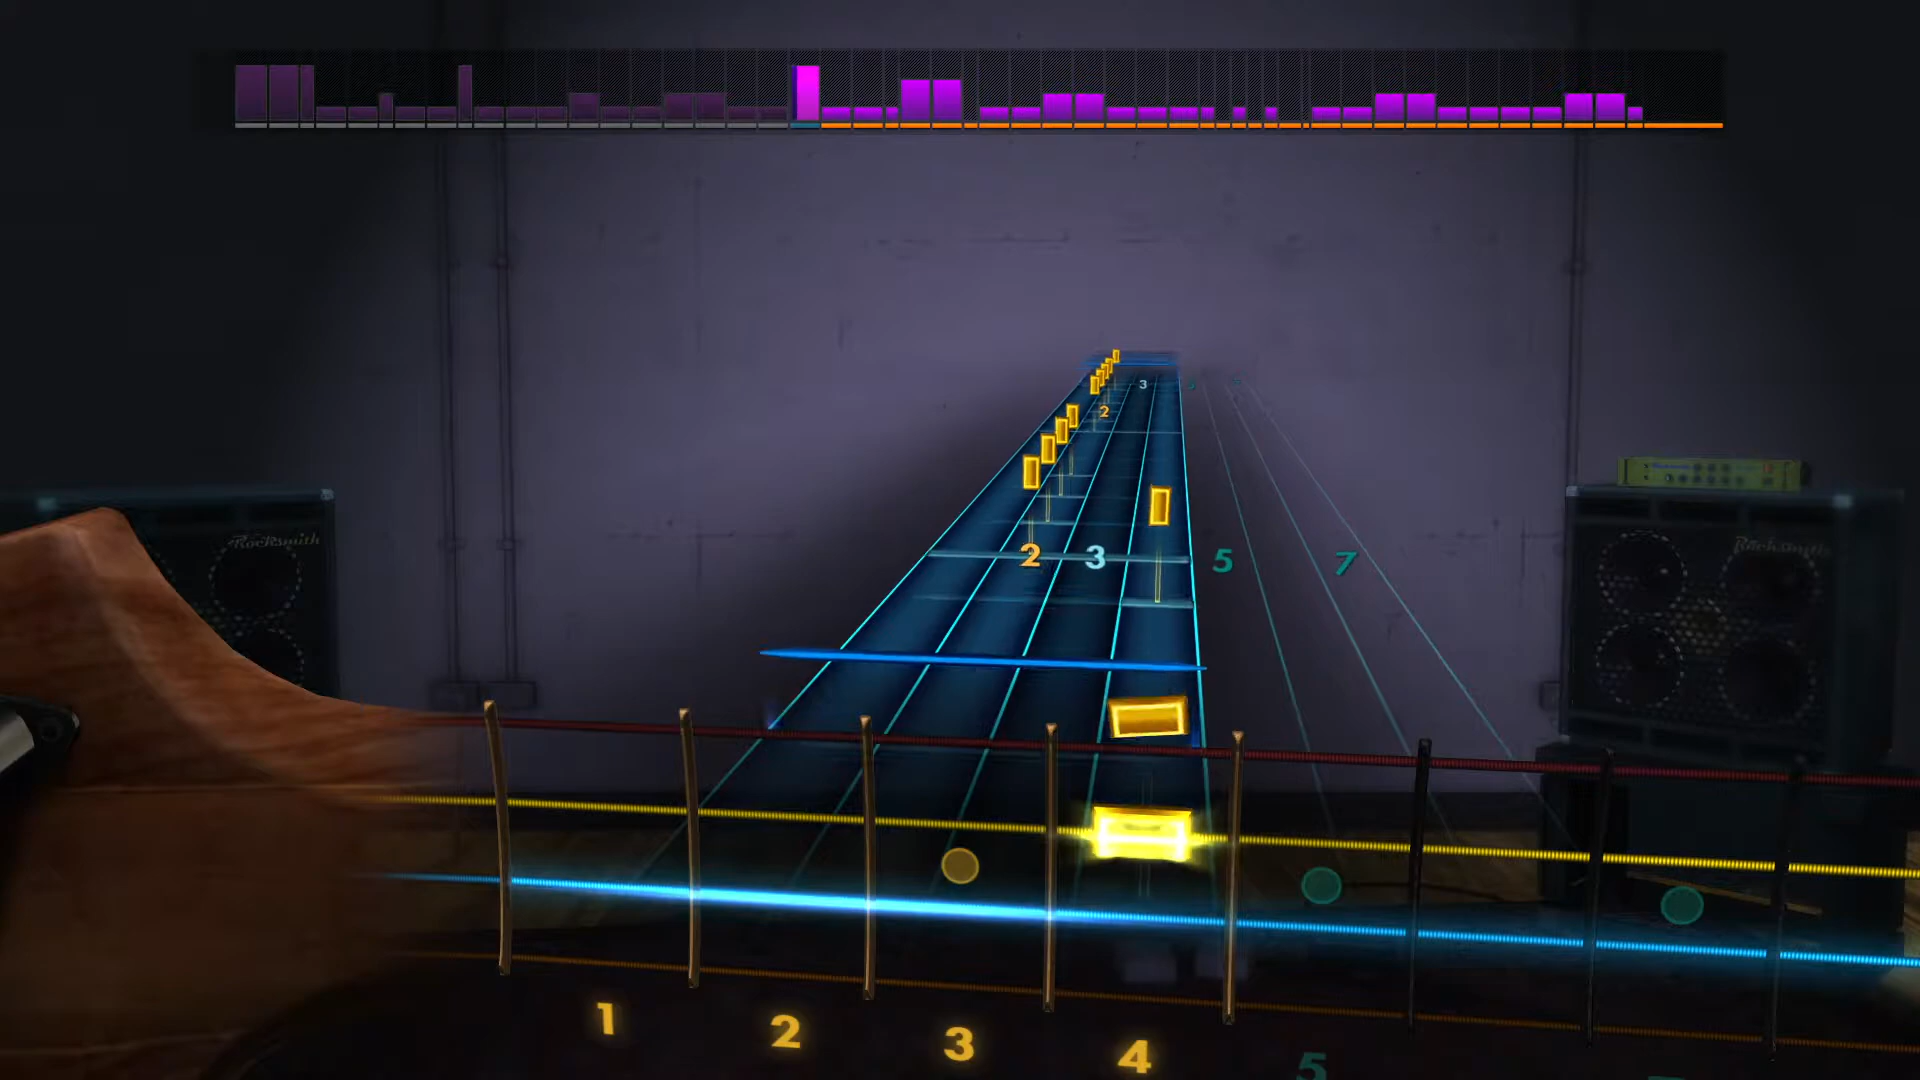 3
2
Rocksmith
Rocksmith
2 3 5 7
1 2 3 4 5